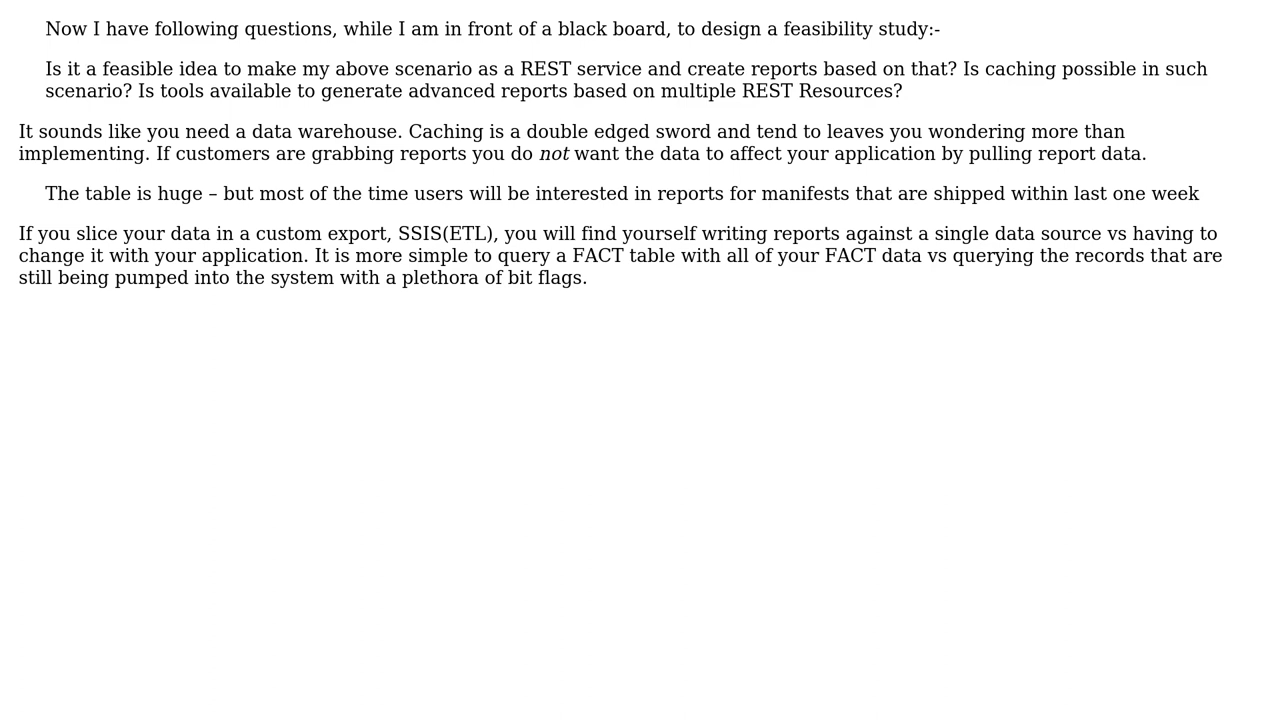 Now I have following questions, while I am in front of a black board, to design a feasibility study:-
Is it a feasible idea to make my above scenario as a REST service and create reports based on that? Is caching possible in such
scenario? Is tools available to generate advanced reports based on multiple REST Resources?
It sounds like you need a data warehouse. Caching is a double edged sword and tend to leaves you wondering more than
implementing. If customers are grabbing reports you do not want the data to affect your application by pulling report data.
The table is huge – but most of the time users will be interested in reports for manifests that are shipped within last one week
If you slice your data in a custom export, SSIS(ETL), you will find yourself writing reports against a single data source vs having to
change it with your application. It is more simple to query a FACT table with all of your FACT data vs querying the records that are
still being pumped into the system with a plethora of bit flags.